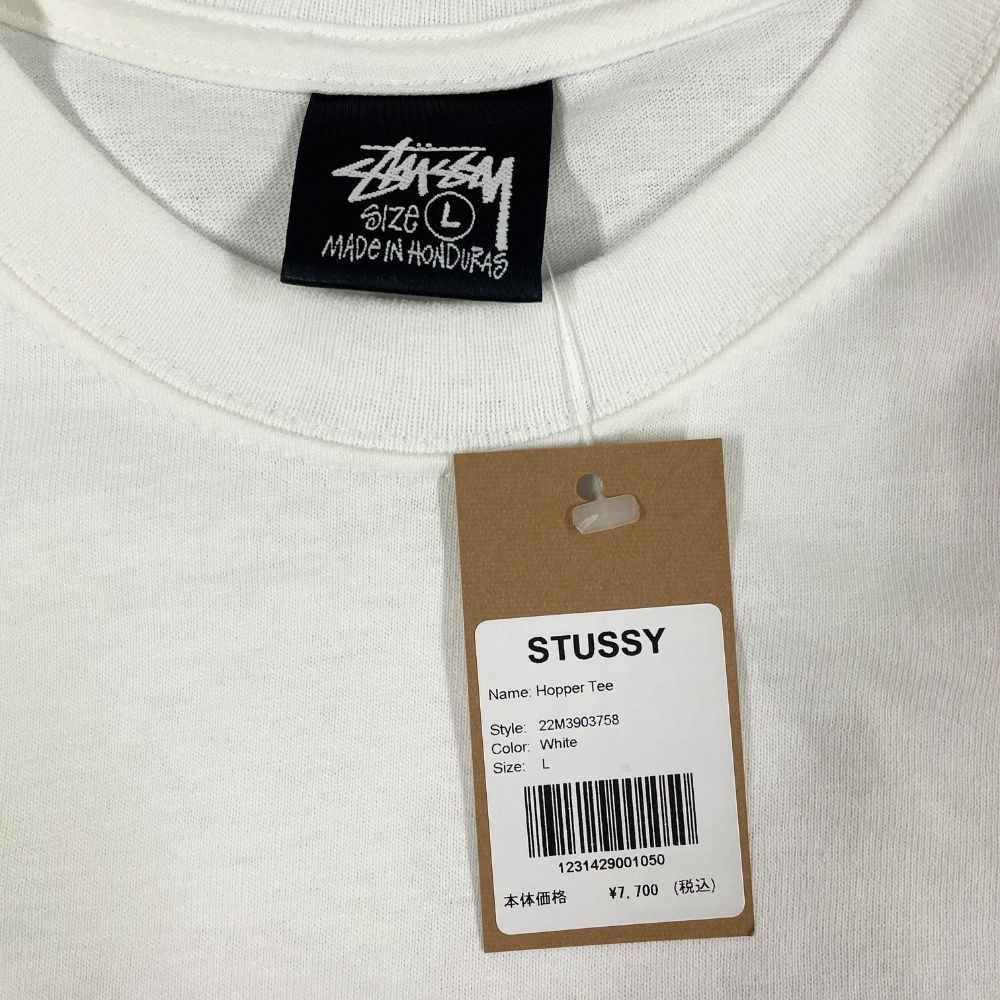 STÜSSY
SIZE L
MADE IN HONDURAS
STUSSY
Name: Hopper Tee
Style: 22M3903758
Color: White
Size: L
1231429001050
本体価格 ¥7,700 (税込)